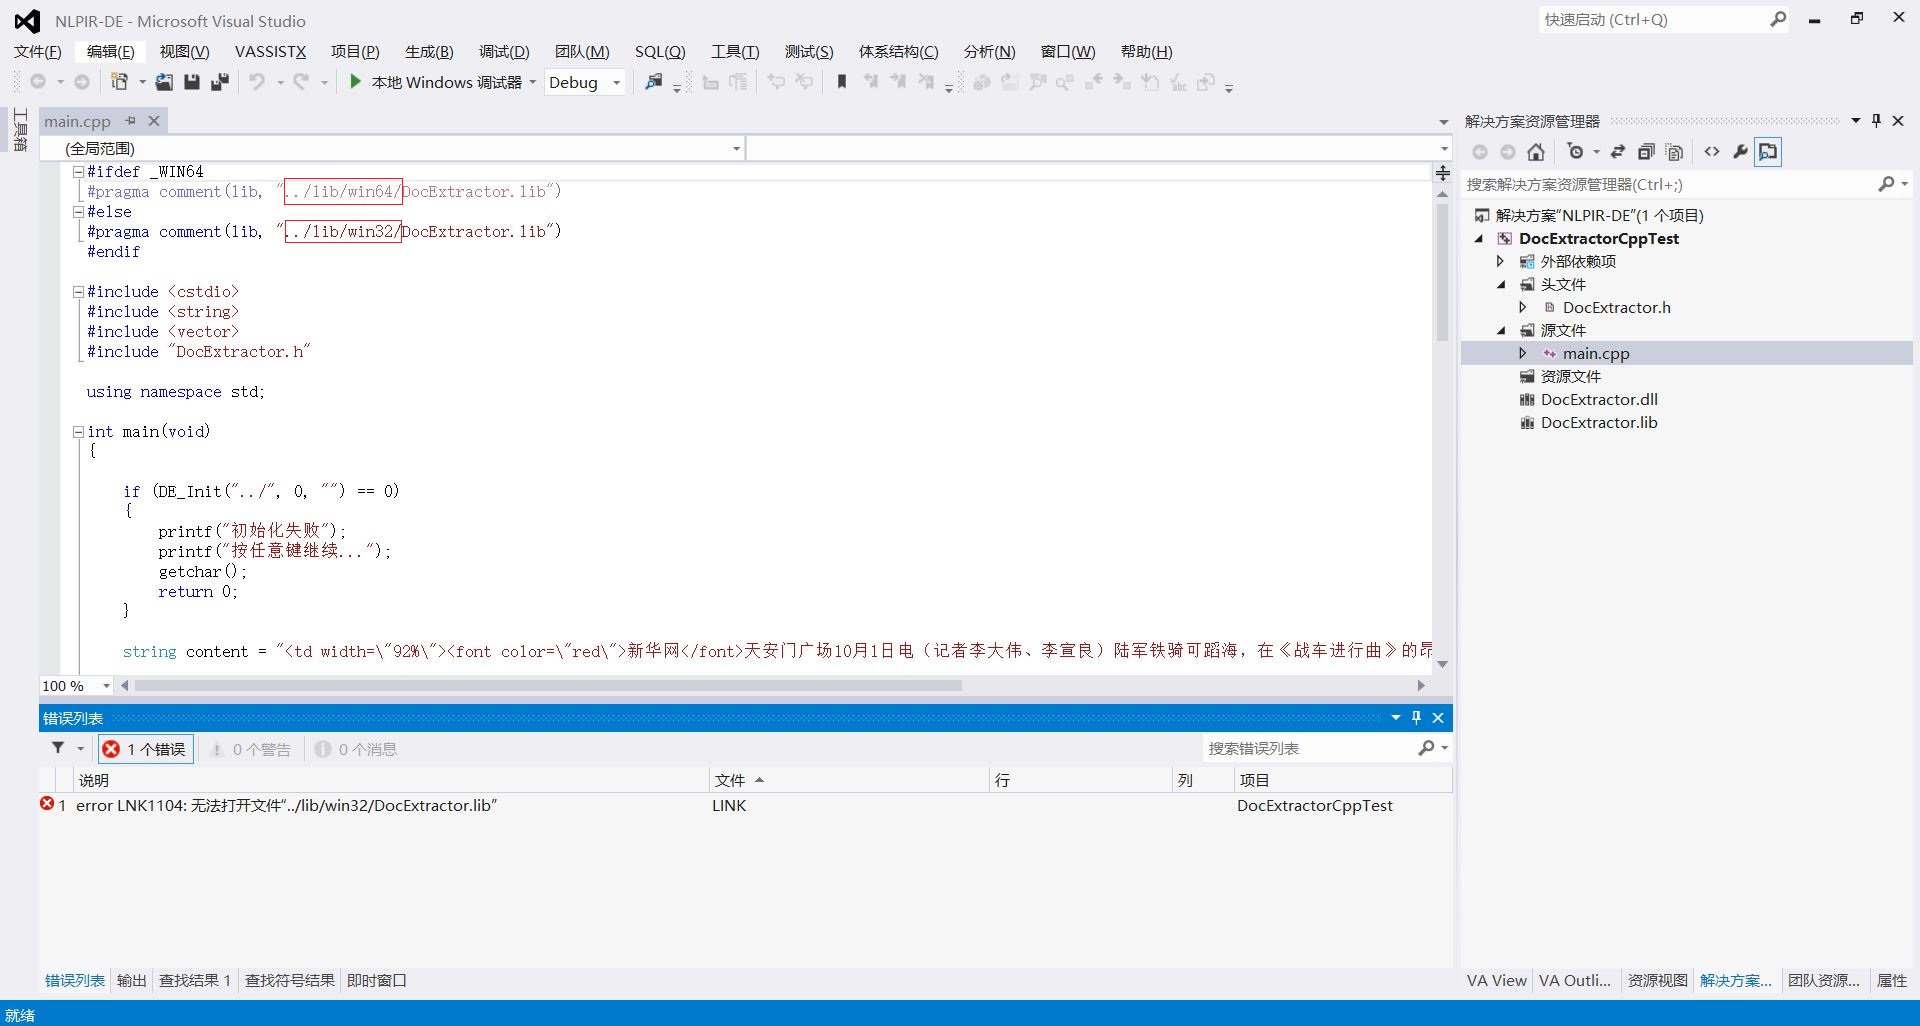 NLPIR-DE - Microsoft Visual Studio
快速启动 (Ctrl+Q)
文件(F) 编辑(E) 视图(V) VASSISTX 项目(P) 生成(B) 调试(D) 团队(M) SQL(Q) 工具(T) 测试(S) 体系结构(C) 分析(N) 窗口(W) 帮助(H)
本地 Windows 调试器 Debug
工具箱
main.cpp
(全局范围)
#ifdef _WIN64
#pragma comment(lib, "../lib/win64/DocExtractor.lib")
#else
#pragma comment(lib, "../lib/win32/DocExtractor.lib")
#endif
#include <cstdio>
#include <string>
#include <vector>
#include "DocExtractor.h"
using namespace std;
int main(void)
{
if (DE_Init("../", 0, "") == 0)
{
printf("初始化失败");
printf("按任意键继续...");
getchar();
return 0;
}
string content = "<td width=\"92%\"><font color=\"red\">新华网</font>天安门广场10月1日电（记者李大伟、李宣良）陆军铁骑可蹈海，在《战车进行曲》的昂
100 %
解决方案资源管理器
搜索解决方案资源管理器(Ctrl+;)
解决方案"NLPIR-DE"(1 个项目)
DocExtractorCppTest
外部依赖项
头文件
DocExtractor.h
源文件
main.cpp
资源文件
DocExtractor.dll
DocExtractor.lib
错误列表
1 个错误 0 个警告 0 个消息
搜索错误列表
说明 文件 行 列 项目
1 error LNK1104: 无法打开文件"../lib/win32/DocExtractor.lib" LINK DocExtractorCppTest
错误列表 输出 查找结果 1 查找符号结果 即时窗口
VA View VA Outli... 资源视图 解决方案... 团队资源... 属性
就绪